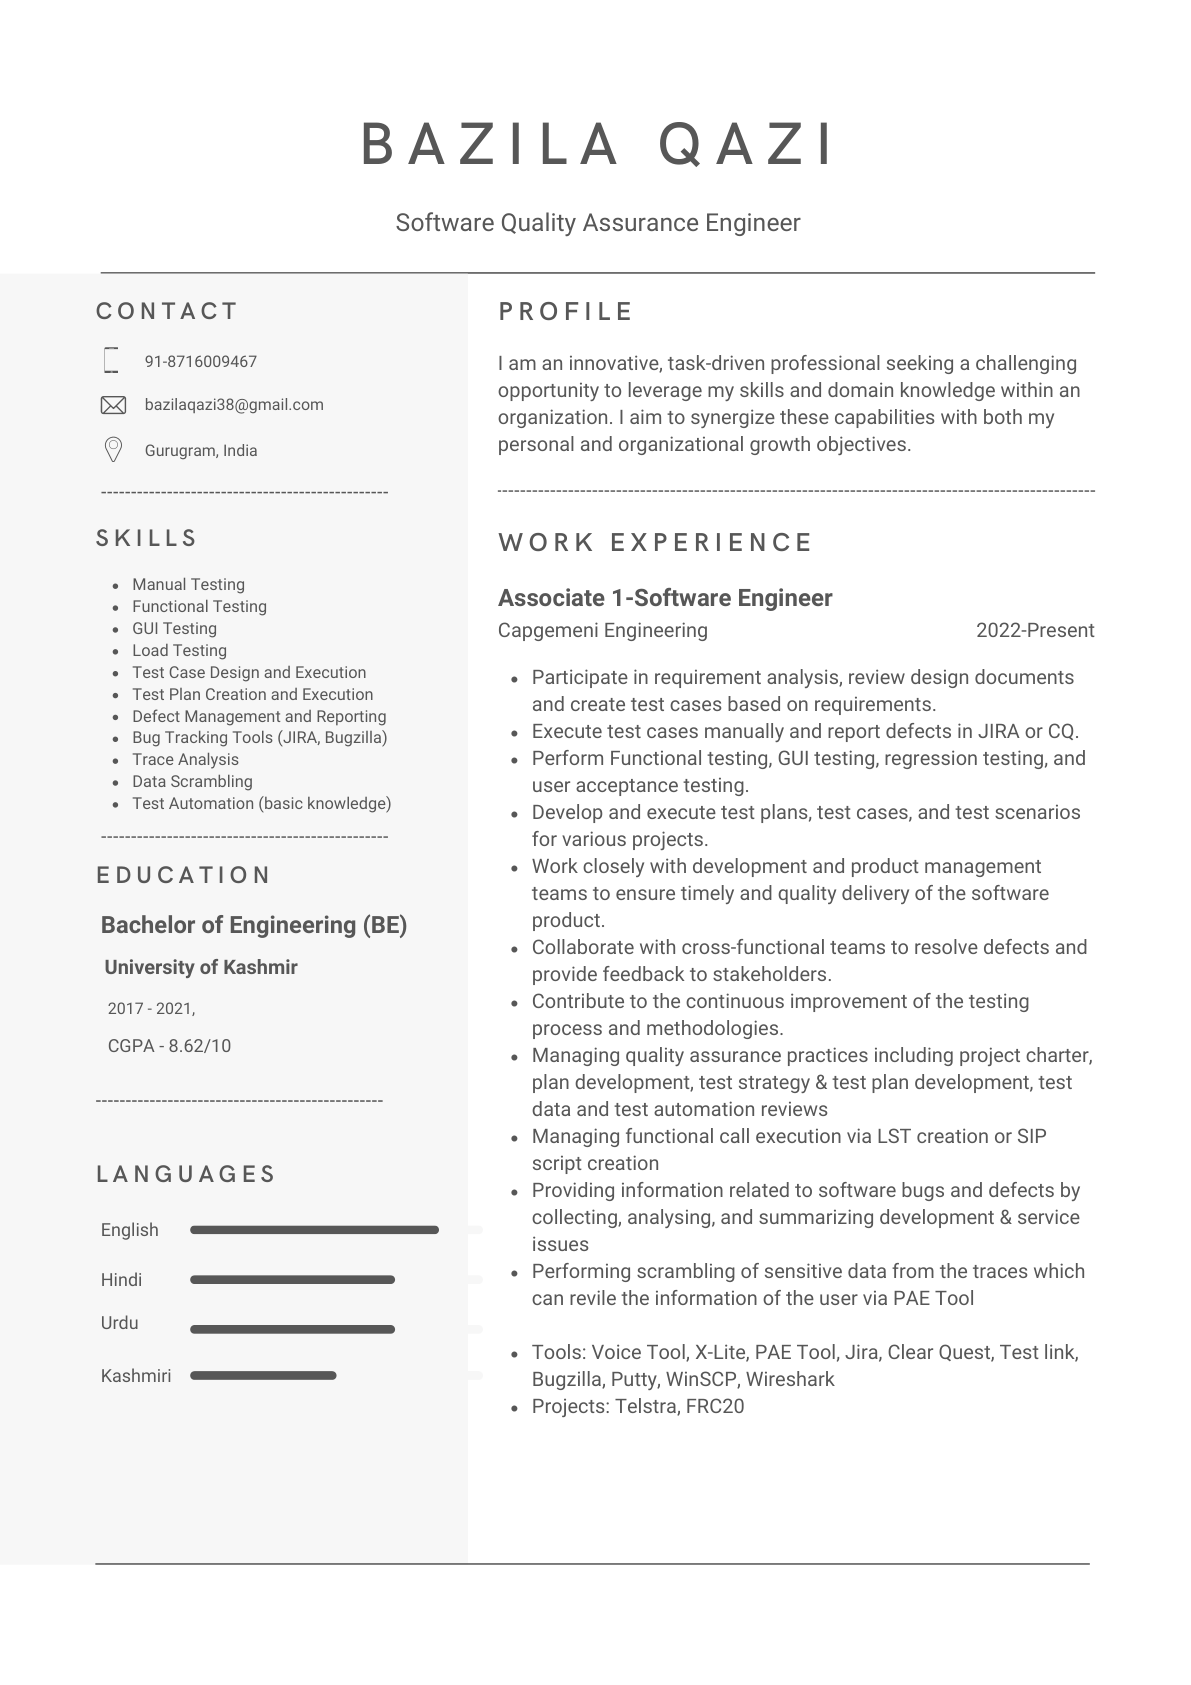 BAZILA QAZI
Software Quality Assurance Engineer
CONTACT
91-8716009467
bazilaqazi38@gmail.com
Gurugram, India
------------------------------------------------
SKILLS
• Manual Testing
• Functional Testing
• GUI Testing
• Load Testing
• Test Case Design and Execution
• Test Plan Creation and Execution
• Defect Management and Reporting
• Bug Tracking Tools (JIRA, Bugzilla)
• Trace Analysis
• Data Scrambling
• Test Automation (basic knowledge)
------------------------------------------------
EDUCATION
Bachelor of Engineering (BE)
University of Kashmir
2017 - 2021,
CGPA - 8.62/10
------------------------------------------------
LANGUAGES
English
Hindi
Urdu
Kashmiri
PROFILE
I am an innovative, task-driven professional seeking a challenging
opportunity to leverage my skills and domain knowledge within an
organization. I aim to synergize these capabilities with both my
personal and organizational growth objectives.
WORK EXPERIENCE
Associate 1-Software Engineer
Capgemeni Engineering 2022-Present
• Participate in requirement analysis, review design documents
and create test cases based on requirements.
• Execute test cases manually and report defects in JIRA or CQ.
• Perform Functional testing, GUI testing, regression testing, and
user acceptance testing.
• Develop and execute test plans, test cases, and test scenarios
for various projects.
• Work closely with development and product management
teams to ensure timely and quality delivery of the software
product.
• Collaborate with cross-functional teams to resolve defects and
provide feedback to stakeholders.
• Contribute to the continuous improvement of the testing
process and methodologies.
• Managing quality assurance practices including project charter,
plan development, test strategy & test plan development, test
data and test automation reviews
• Managing functional call execution via LST creation or SIP
script creation
• Providing information related to software bugs and defects by
collecting, analysing, and summarizing development & service
issues
• Performing scrambling of sensitive data from the traces which
can revile the information of the user via PAE Tool
• Tools: Voice Tool, X-Lite, PAE Tool, Jira, Clear Quest, Test link,
Bugzilla, Putty, WinSCP, Wireshark
• Projects: Telstra, FRC20